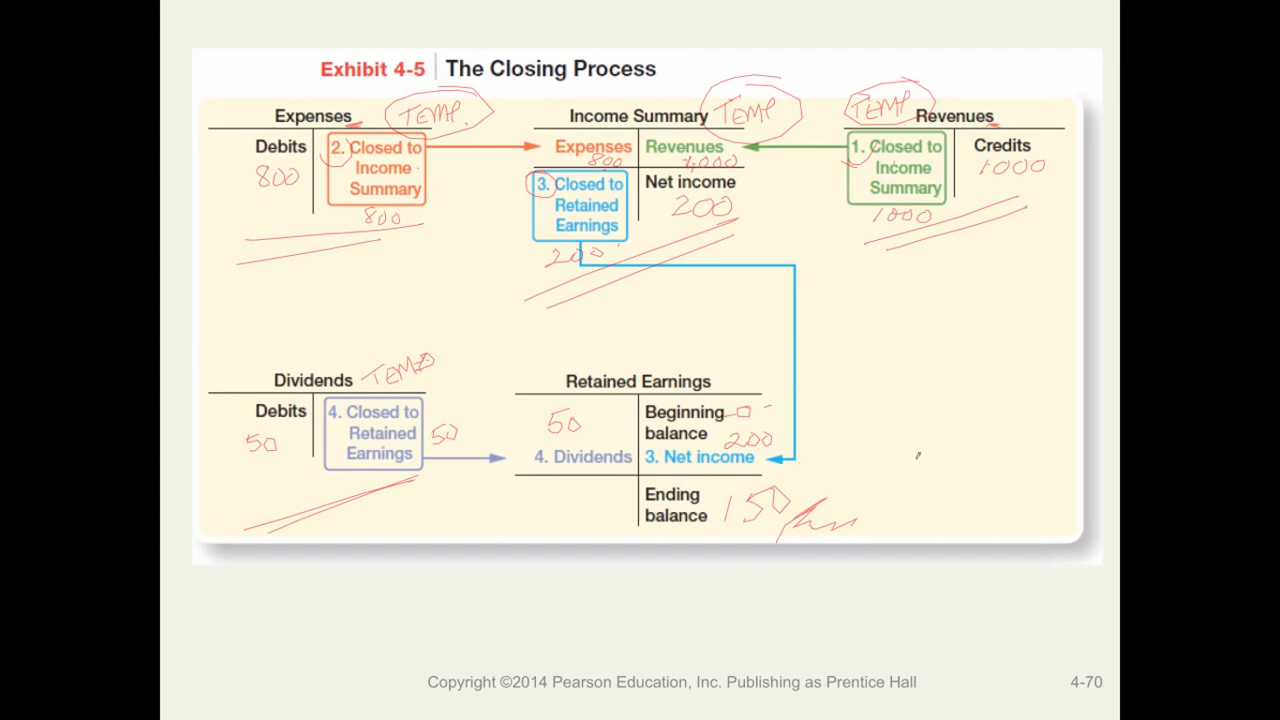 Exhibit 4-5 The Closing Process
Expenses TEMP.
Debits
800
2. Closed to
Income
Summary
800
Income Summary TEMP
Expenses
800
Revenues
1,000
3. Closed to
Retained
Earnings
200
Net income
200
TEMP Revenues
1. Closed to
Income
Summary
1000
Credits
1000
Dividends TEMP
Debits
50
4. Closed to
Retained
Earnings
50
Retained Earnings
50
4. Dividends
Beginning -0-
balance
200
3. Net income
Ending
balance 150
Copyright ©2014 Pearson Education, Inc. Publishing as Prentice Hall
4-70